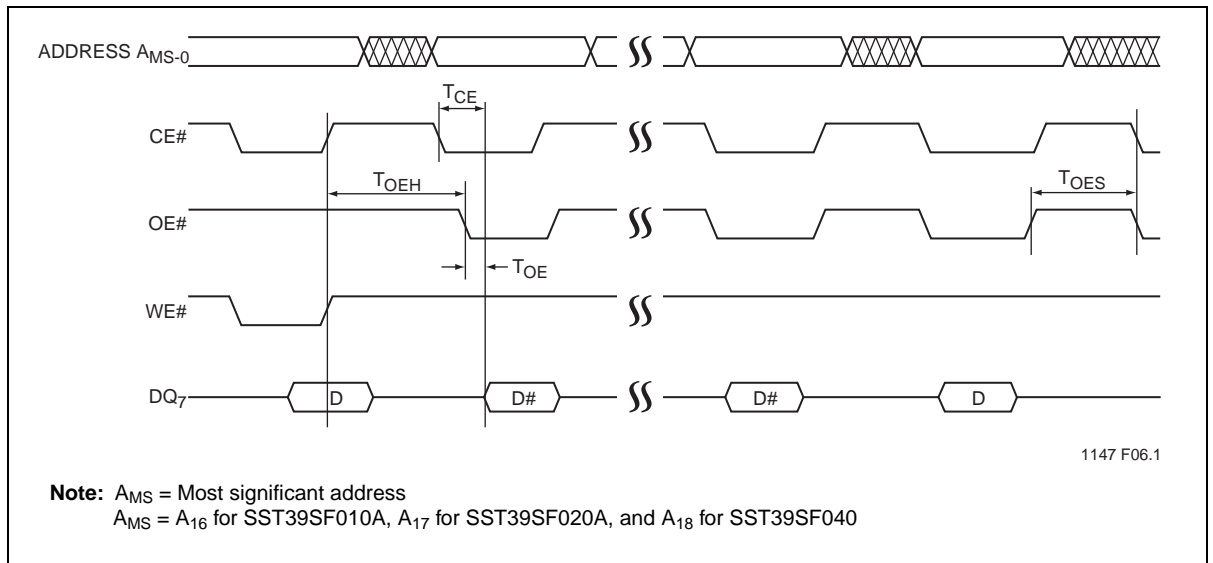 ADDRESS AMS-0
TCE
CE#
TOEH
TOES
OE#
TOE
WE#
DQ7
D
D#
D#
D
1147 F06.1
Note: AMS = Most significant address
AMS = A16 for SST39SF010A, A17 for SST39SF020A, and A18 for SST39SF040